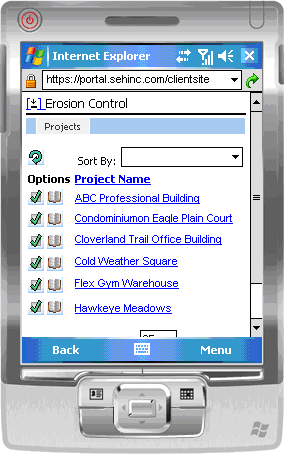 Internet Explorer
https://portal.sehinc.com/clientsite
[±] Erosion Control
Projects
Sort By:
Options Project Name
ABC Professional Building
Condominiumon Eagle Plain Court
Cloverland Trail Office Building
Cold Weather Square
Flex Gym Warehouse
Hawkeye Meadows
Back Menu